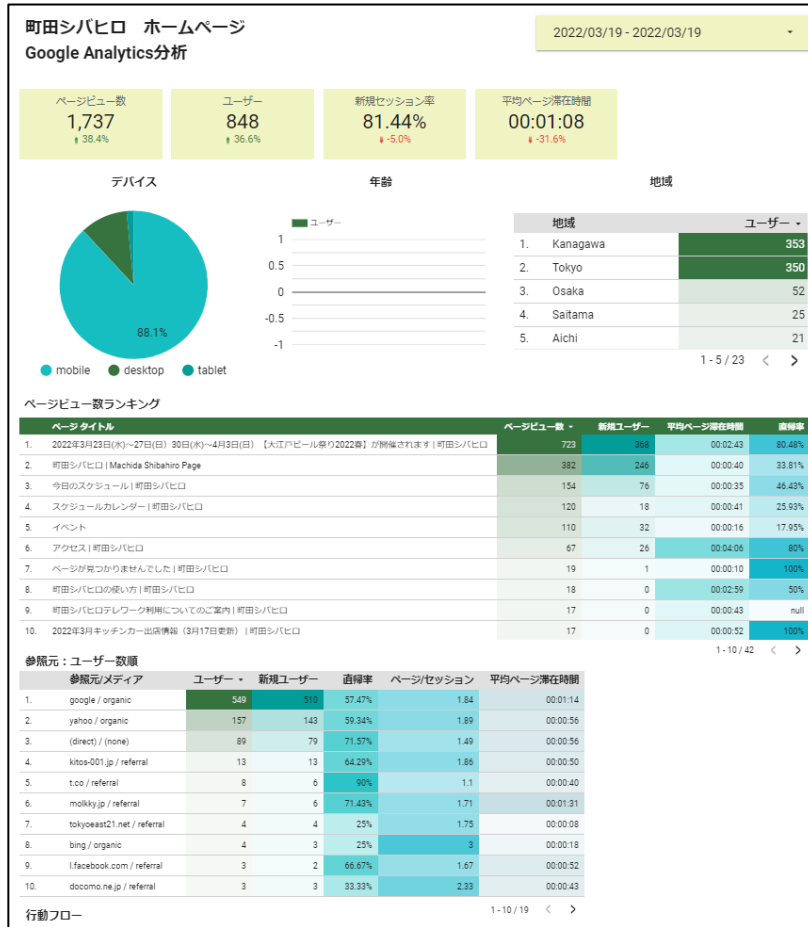 町田シバヒロ　ホームページ
Google Analytics分析
2022/03/19 - 2022/03/19
ページビュー数
1,737
38.4%
ユーザー
848
36.6%
新規セッション率
81.44%
-5.0%
平均ページ滞在時間
00:01:08
-31.6%
デバイス
88.1%
mobile desktop tablet
年齢
ユーザー
1
0.5
0
-0.5
-1
地域
地域 ユーザー
1. Kanagawa 353
2. Tokyo 350
3. Osaka 52
4. Saitama 25
5. Aichi 21
1 - 5 / 23
ページビュー数ランキング
ページタイトル ページビュー数 新規ユーザー 平均ページ滞在時間 直帰率
1. 2022年3月23日(水)～27日(日) 30日(水)～4月3日(日) 【大江戸ビール祭り2022春】が開催されます | 町田シバヒロ 723 368 00:02:43 80.48%
2. 町田シバヒロ | Machida Shibahiro Page 382 246 00:00:40 33.81%
3. 今日のスケジュール | 町田シバヒロ 154 76 00:00:35 46.43%
4. スケジュールカレンダー | 町田シバヒロ 120 18 00:00:41 25.93%
5. イベント 110 32 00:00:16 17.95%
6. アクセス | 町田シバヒロ 67 26 00:04:06 80%
7. ページが見つかりませんでした | 町田シバヒロ 19 1 00:00:10 100%
8. 町田シバヒロの使い方 | 町田シバヒロ 18 0 00:02:59 50%
9. 町田シバヒロテレワーク利用についてのご案内 | 町田シバヒロ 17 0 00:00:43 null
10. 2022年3月キッチンカー出店情報（3月17日更新） | 町田シバヒロ 17 0 00:00:52 100%
1 - 10 / 42
参照元：ユーザー数順
参照元/メディア ユーザー 新規ユーザー 直帰率 ページ/セッション 平均ページ滞在時間
1. google / organic 549 510 57.47% 1.84 00:01:14
2. yahoo / organic 157 143 59.34% 1.89 00:00:56
3. (direct) / (none) 89 79 71.57% 1.49 00:00:56
4. kitos-001.jp / referral 13 13 64.29% 1.86 00:00:50
5. t.co / referral 8 6 90% 1.1 00:00:40
6. molkky.jp / referral 7 6 71.43% 1.71 00:01:31
7. tokyoeast21.net / referral 4 4 25% 1.75 00:00:08
8. bing / organic 4 3 25% 3 00:00:18
9. l.facebook.com / referral 3 2 66.67% 1.67 00:00:52
10. docomo.ne.jp / referral 3 3 33.33% 2.33 00:00:43
1 - 10 / 19
行動フロー